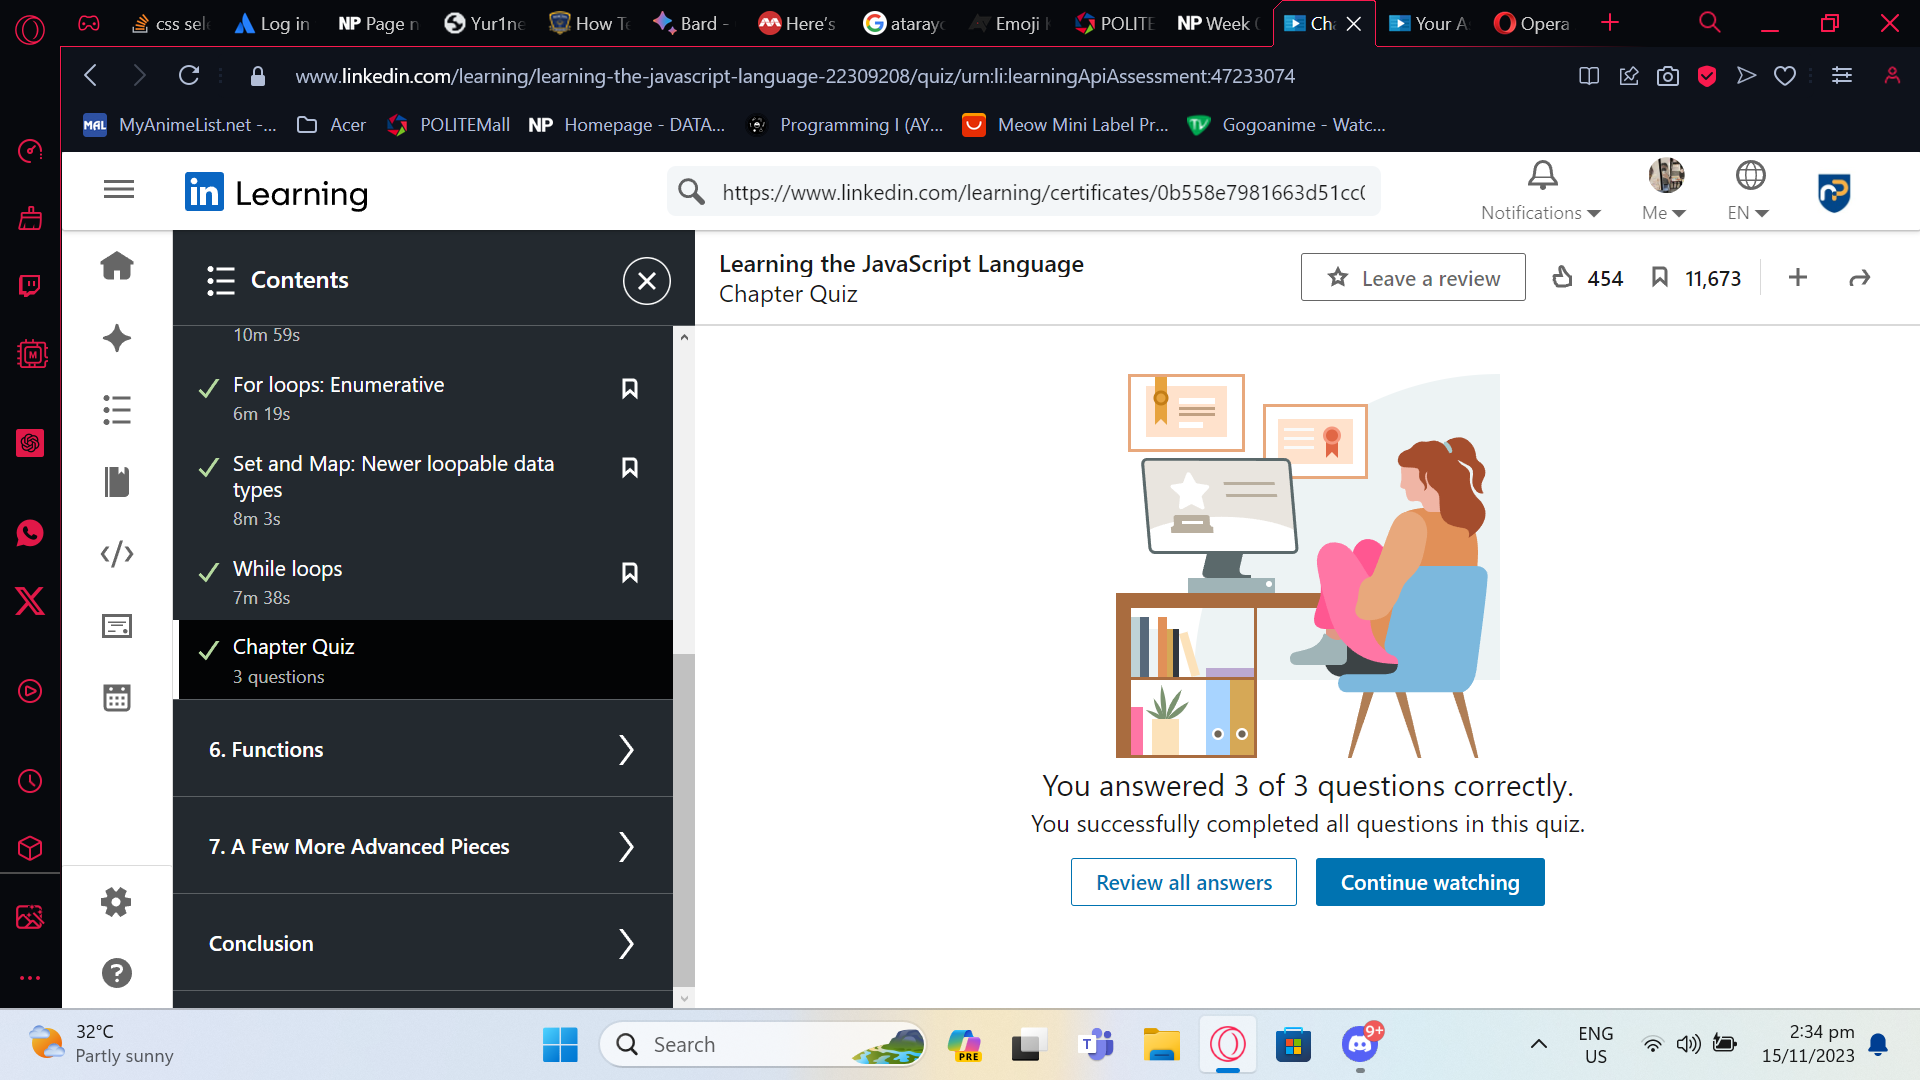 css sel
Log in
NP Page n
Yur1ne
How Te
Bard -
Here's
atarayo
Emoji
POLITE
NP Week
Ch
Your A
Opera
www.linkedin.com/learning/learning-the-javascript-language-22309208/quiz/urn:li:learningApiAssessment:47233074
MAL MyAnimeList.net -...
Acer
POLITEMall
NP Homepage - DATA...
Programming I (AY...
Meow Mini Label Pr...
Gogoanime - Watc...
in Learning
https://www.linkedin.com/learning/certificates/0b558e7981663d51cc0
Notifications
Me
EN
Contents
10m 59s
For loops: Enumerative
6m 19s
Set and Map: Newer loopable data
types
8m 3s
While loops
7m 38s
Chapter Quiz
3 questions
6. Functions
7. A Few More Advanced Pieces
Conclusion
Learning the JavaScript Language
Chapter Quiz
Leave a review
454
11,673
You answered 3 of 3 questions correctly.
You successfully completed all questions in this quiz.
Review all answers
Continue watching
32°C
Partly sunny
Search
PRE
9+
ENG
US
2:34 pm
15/11/2023